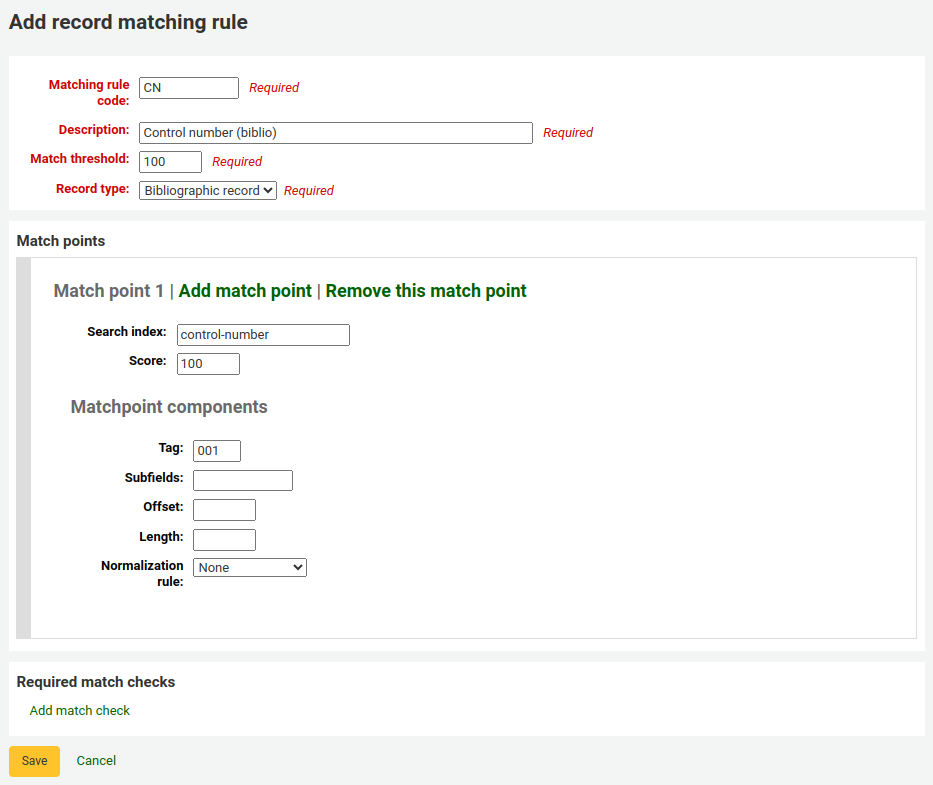 Add record matching rule
Matching rule code: CN Required
Description: Control number (biblio) Required
Match threshold: 100 Required
Record type: Bibliographic record Required
Match points
Match point 1 | Add match point | Remove this match point
Search index: control-number
Score: 100
Matchpoint components
Tag: 001
Subfields:
Offset:
Length:
Normalization rule: None
Required match checks
Add match check
Save Cancel